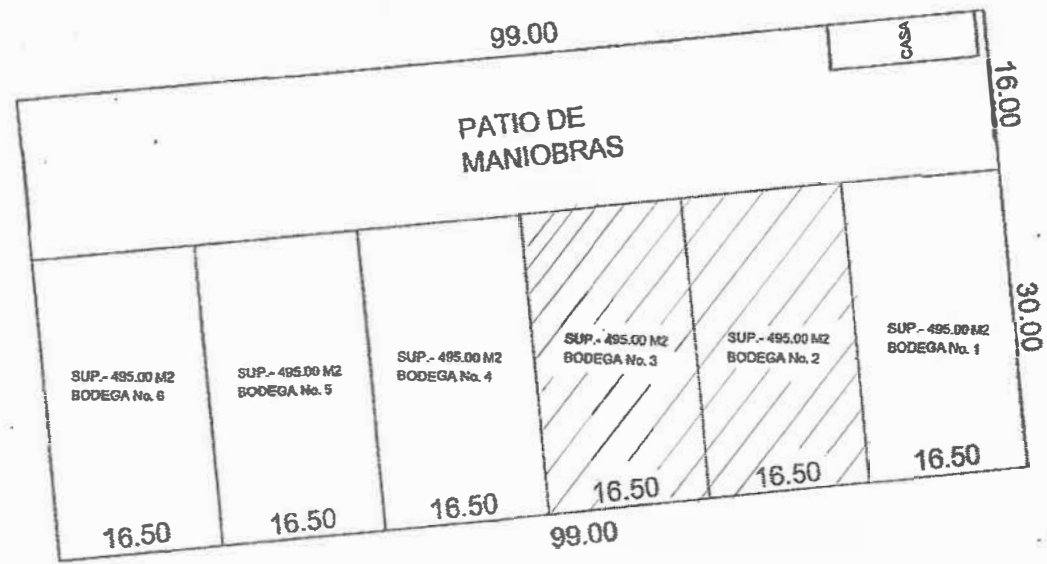 99.00
CASA
16.00
PATIO DE
MANIOBRAS
30.00
SUP.- 495.00 M2
BODEGA No. 6
SUP.- 495.00 M2
BODEGA No. 5
SUP.- 495.00 M2
BODEGA No. 4
SUP.- 495.00 M2
BODEGA No. 3
SUP.- 495.00 M2
BODEGA No. 2
SUP.- 495.00 M2
BODEGA No. 1
16.50
16.50
16.50
16.50
16.50
16.50
99.00